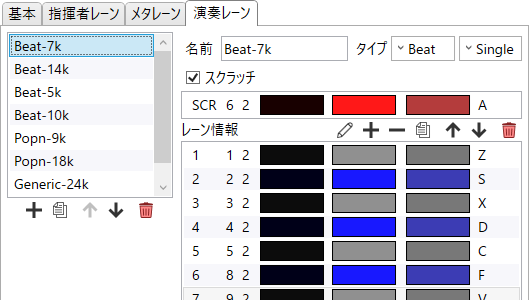 基本 指揮者レーン メタレーン 演奏レーン
Beat-7k
Beat-14k
Beat-5k
Beat-10k
Popn-9k
Popn-18k
Generic-24k
名前 Beat-7k タイプ Beat Single
スクラッチ
SCR 6 2 A
レーン情報
1 1 2 Z
2 2 2 S
3 3 2 X
4 4 2 D
5 5 2 C
6 8 2 F
7 9 2 V